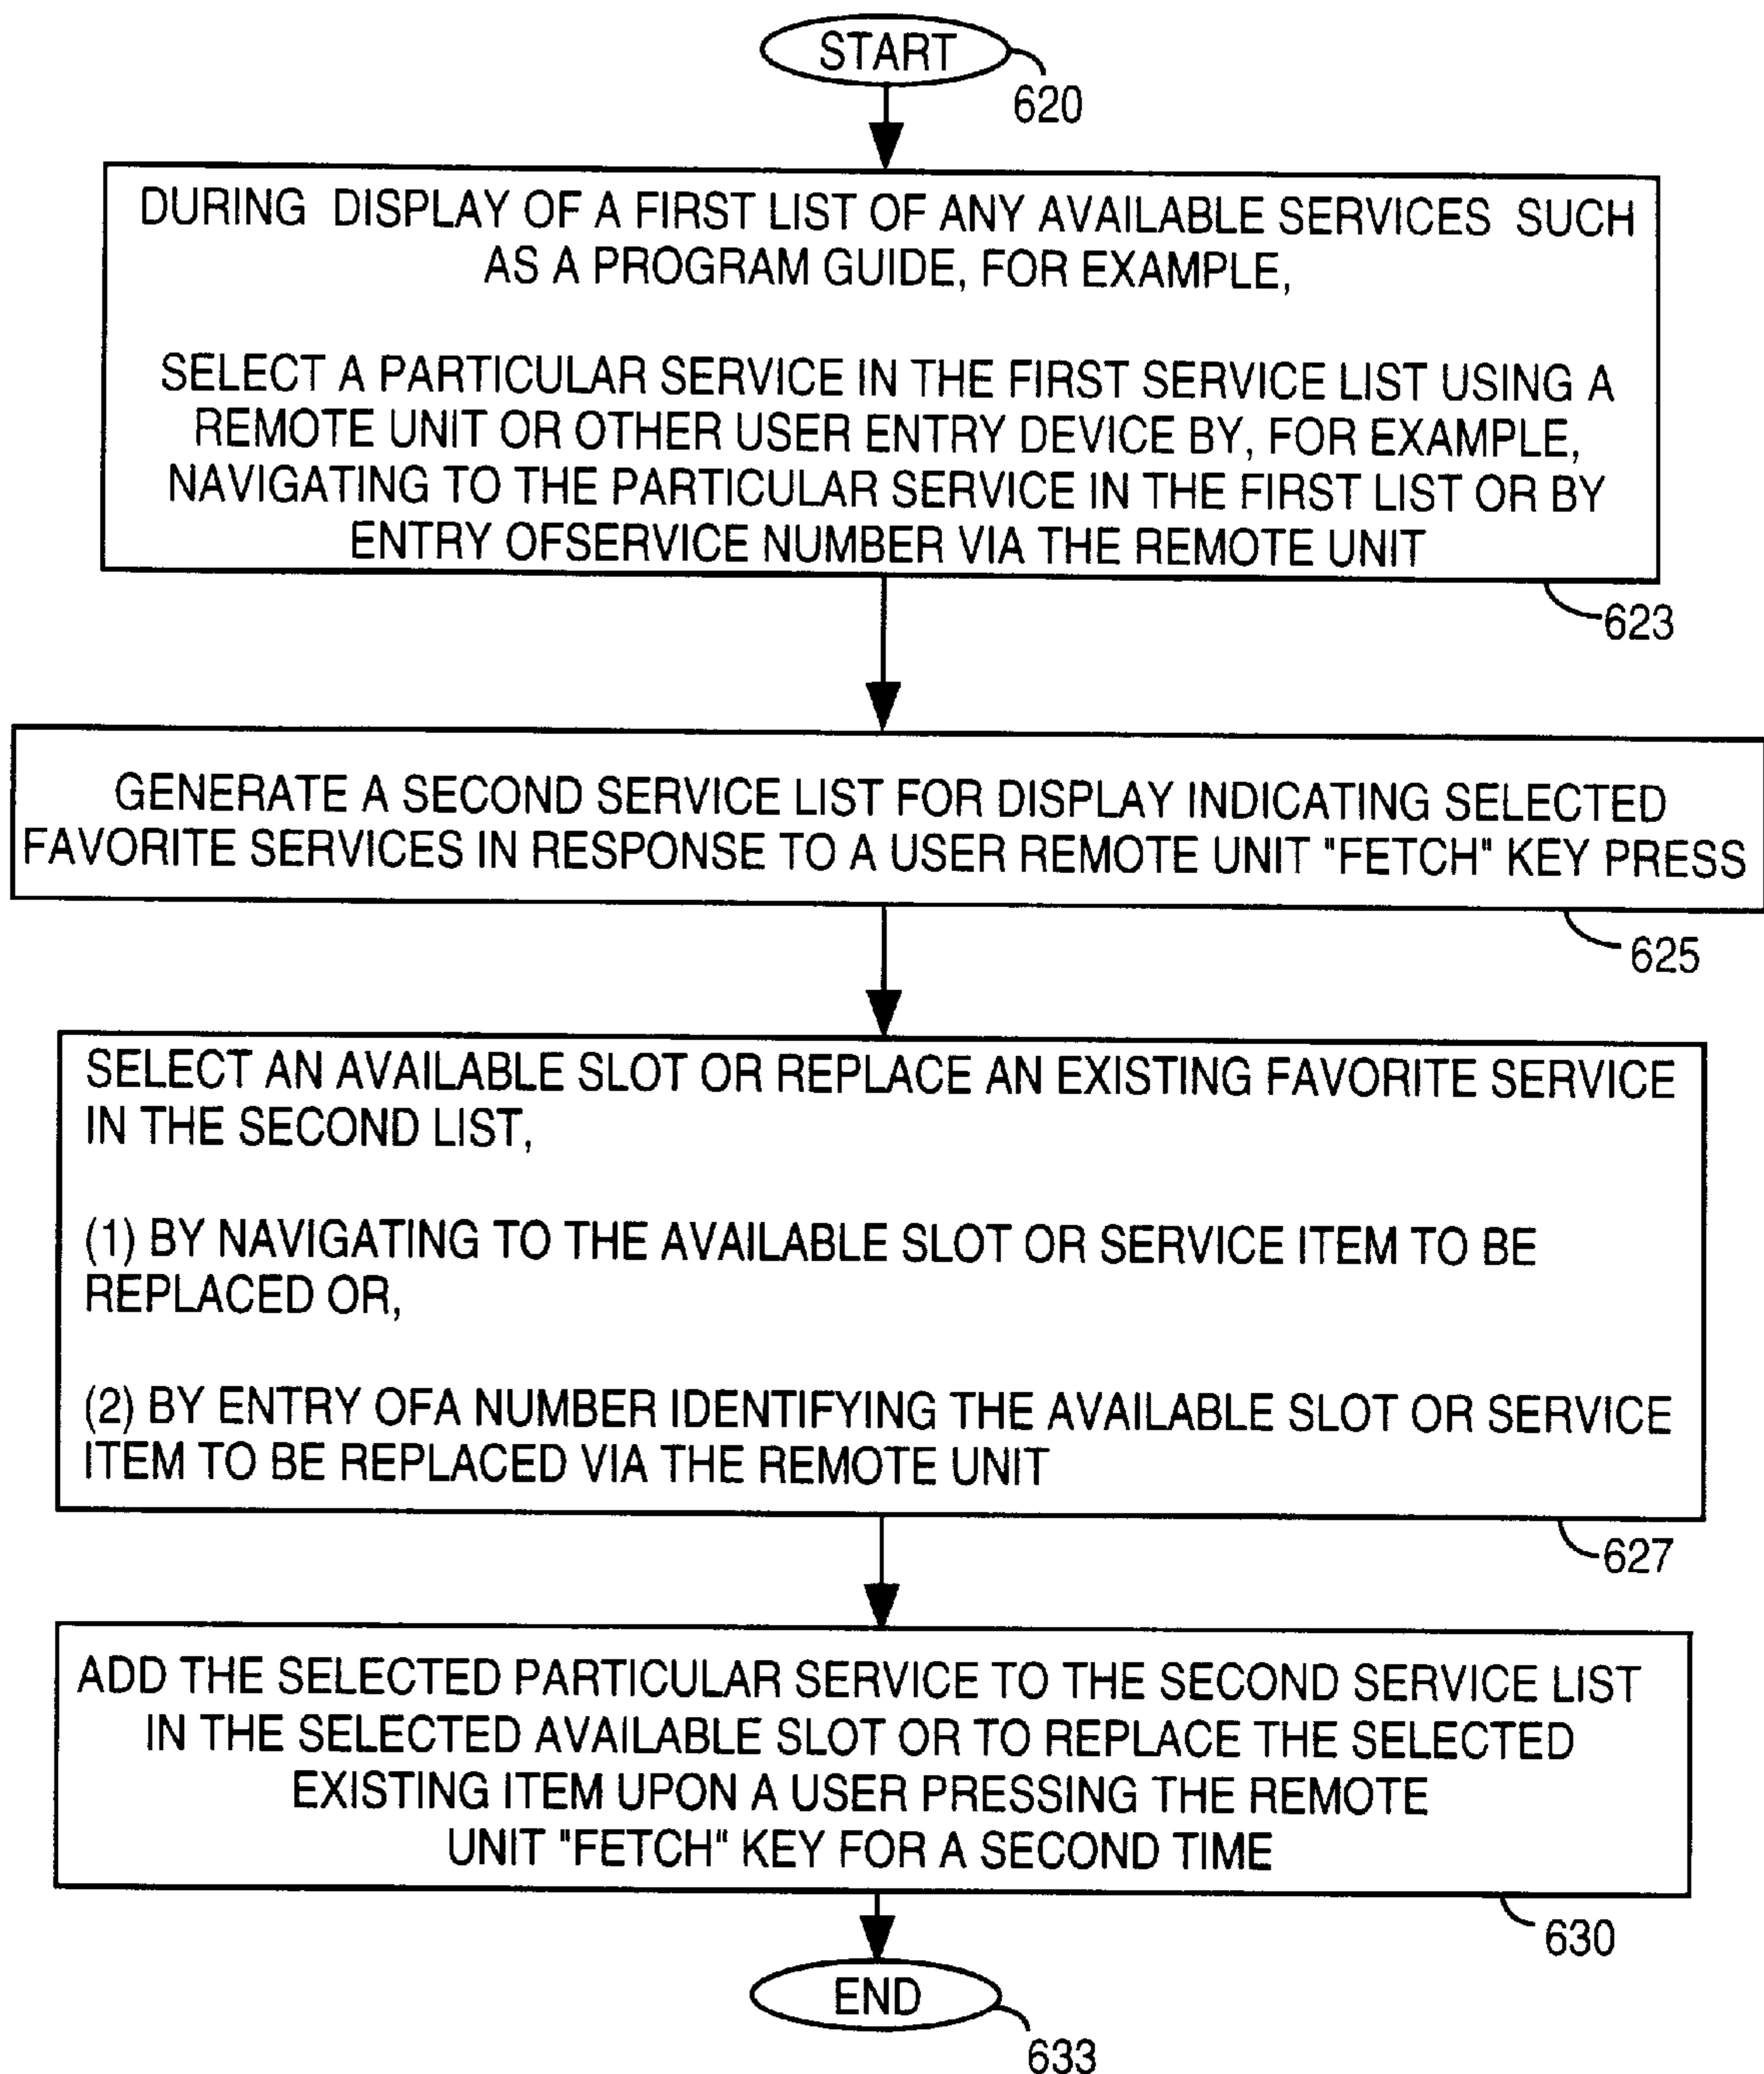 START
620
DURING DISPLAY OF A FIRST LIST OF ANY AVAILABLE SERVICES SUCH
AS A PROGRAM GUIDE, FOR EXAMPLE,
SELECT A PARTICULAR SERVICE IN THE FIRST SERVICE LIST USING A
REMOTE UNIT OR OTHER USER ENTRY DEVICE BY, FOR EXAMPLE,
NAVIGATING TO THE PARTICULAR SERVICE IN THE FIRST LIST OR BY
ENTRY OFSERVICE NUMBER VIA THE REMOTE UNIT
623
GENERATE A SECOND SERVICE LIST FOR DISPLAY INDICATING SELECTED
FAVORITE SERVICES IN RESPONSE TO A USER REMOTE UNIT "FETCH" KEY PRESS
625
SELECT AN AVAILABLE SLOT OR REPLACE AN EXISTING FAVORITE SERVICE
IN THE SECOND LIST,
(1) BY NAVIGATING TO THE AVAILABLE SLOT OR SERVICE ITEM TO BE
REPLACED OR,
(2) BY ENTRY OFA NUMBER IDENTIFYING THE AVAILABLE SLOT OR SERVICE
ITEM TO BE REPLACED VIA THE REMOTE UNIT
627
ADD THE SELECTED PARTICULAR SERVICE TO THE SECOND SERVICE LIST
IN THE SELECTED AVAILABLE SLOT OR TO REPLACE THE SELECTED
EXISTING ITEM UPON A USER PRESSING THE REMOTE
UNIT "FETCH" KEY FOR A SECOND TIME
630
END
633